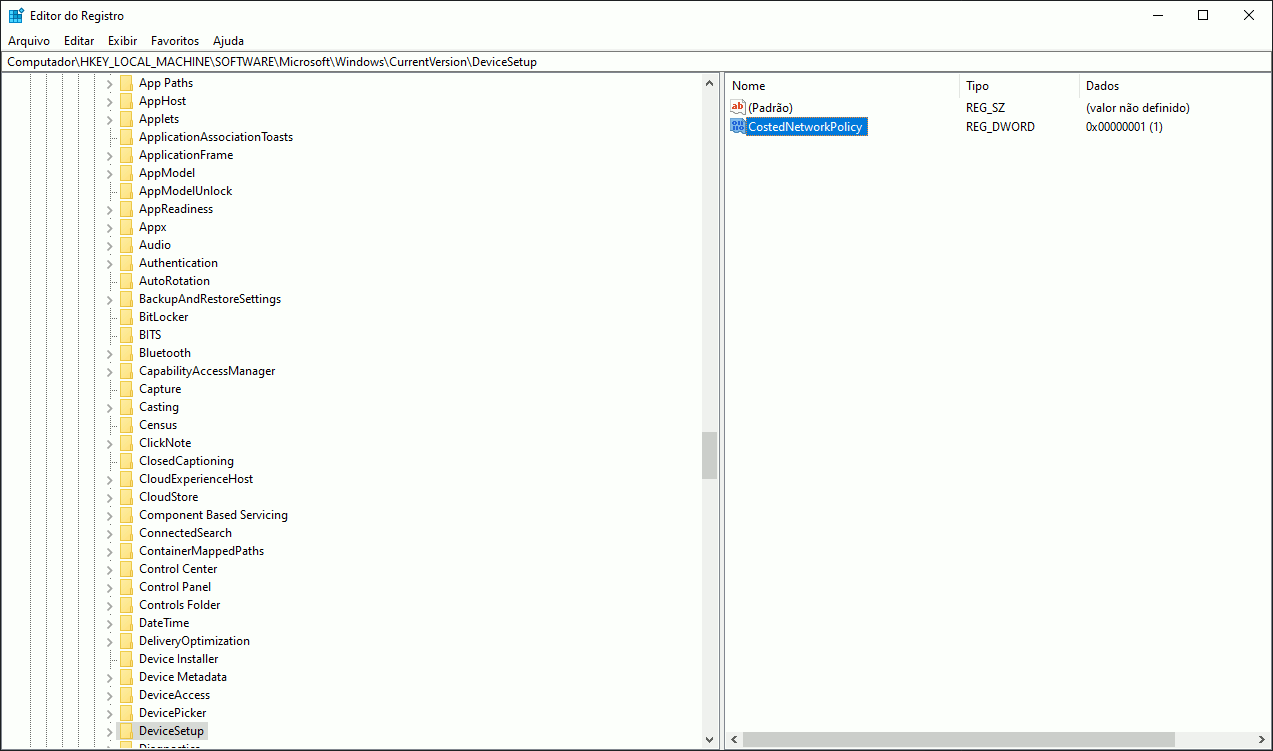 Editor do Registro
Arquivo Editar Exibir Favoritos Ajuda
Computador\HKEY_LOCAL_MACHINE\SOFTWARE\Microsoft\Windows\CurrentVersion\DeviceSetup
App Paths
AppHost
Applets
ApplicationAssociationToasts
ApplicationFrame
AppModel
AppModelUnlock
AppReadiness
Appx
Audio
Authentication
AutoRotation
BackupAndRestoreSettings
BitLocker
BITS
Bluetooth
CapabilityAccessManager
Capture
Casting
Census
ClickNote
ClosedCaptioning
CloudExperienceHost
CloudStore
Component Based Servicing
ConnectedSearch
ContainerMappedPaths
Control Center
Control Panel
Controls Folder
DateTime
DeliveryOptimization
Device Installer
Device Metadata
DeviceAccess
DevicePicker
DeviceSetup
Diagnostics
Nome Tipo Dados
(Padrão) REG_SZ (valor não definido)
CostedNetworkPolicy REG_DWORD 0x00000001 (1)